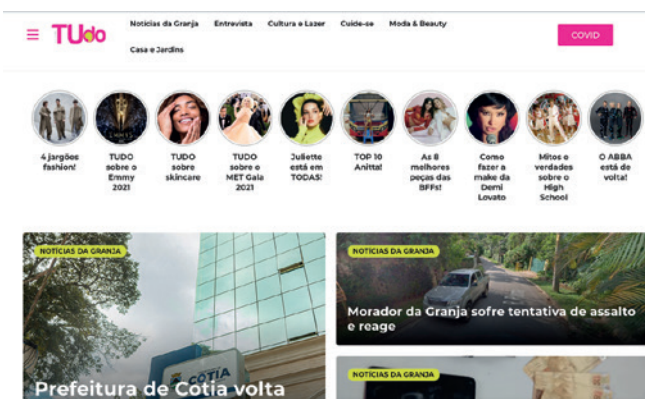 TUdo
Notícias da Granja Entrevista Cultura e Lazer Cuide-se Moda & Beauty
Casa e Jardins
COVID
4 jargões
fashion!
TUDO
sobre o
Emmy
2021
TUDO
sobre
skincare
TUDO
sobre o
MET Gala
2021
Juliette
está em
TODAS!
TOP 10
Anitta!
As 8
melhores
peças das
BFFs!
Como
fazer a
make da
Demi
Lovato
Mitos e
verdades
sobre o
High
School
O ABBA
está de
volta!
NOTÍCIAS DA GRANJA
COTIA
Prefeitura de Cotia volta
NOTÍCIAS DA GRANJA
Morador da Granja sofre tentativa de assalto
e reage
NOTÍCIAS DA GRANJA